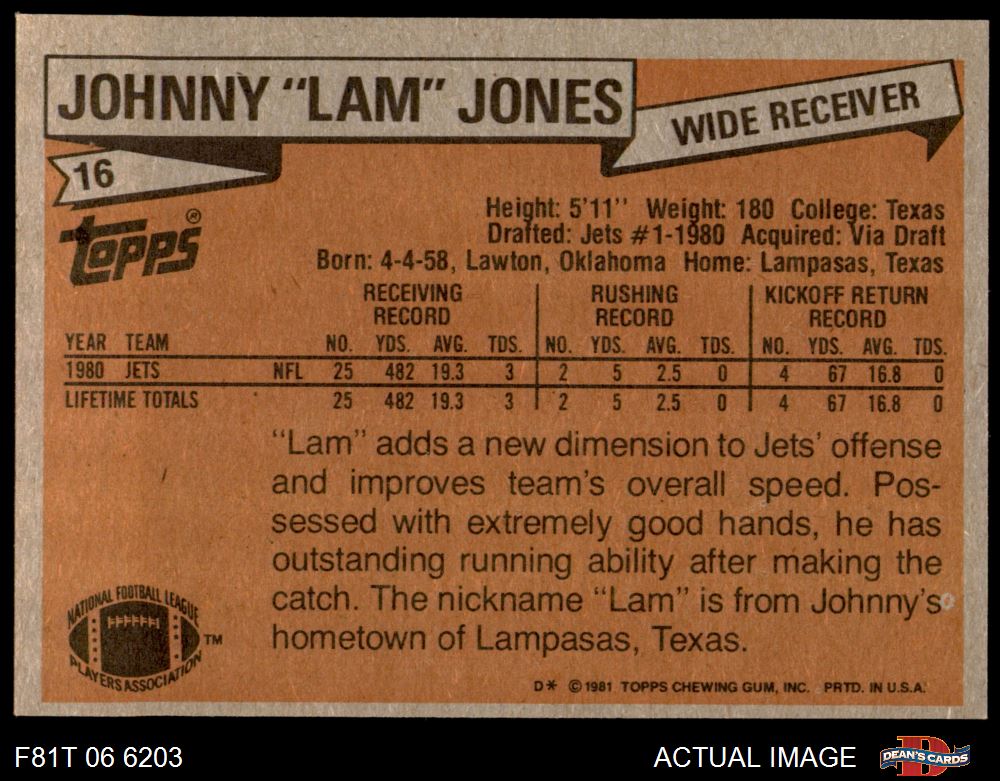 JOHNNY “LAM” JONES
WIDE RECEIVER
16
topps®
Height: 5'11'' Weight: 180 College: Texas
Drafted: Jets #1-1980 Acquired: Via Draft
Born: 4-4-58, Lawton, Oklahoma Home: Lampasas, Texas
RECEIVING RECORD RUSHING RECORD KICKOFF RETURN RECORD
YEAR TEAM NO. YDS. AVG. TDS. NO. YDS. AVG. TDS. NO. YDS. AVG. TDS.
1980 JETS NFL 25 482 19.3 3 2 5 2.5 0 4 67 16.8 0
LIFETIME TOTALS 25 482 19.3 3 2 5 2.5 0 4 67 16.8 0
“Lam” adds a new dimension to Jets’ offense
and improves team’s overall speed. Pos-
sessed with extremely good hands, he has
outstanding running ability after making the
catch. The nickname “Lam” is from Johnny’s
hometown of Lampasas, Texas.
NATIONAL FOOTBALL LEAGUE
PLAYERS ASSOCIATION
TM
D* ©1981 TOPPS CHEWING GUM, INC. PRTD. IN U.S.A.
F81T 06 6203
ACTUAL IMAGE
DEAN'S CARDS